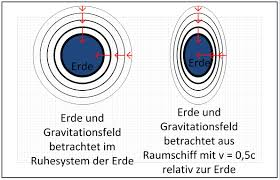 Erde
Erde und
Gravitationsfeld
betrachtet im
Ruhesystem der Erde
Erde
Erde und
Gravitationsfeld
betrachtet aus
Raumschiff mit v = 0,5c
relativ zur Erde